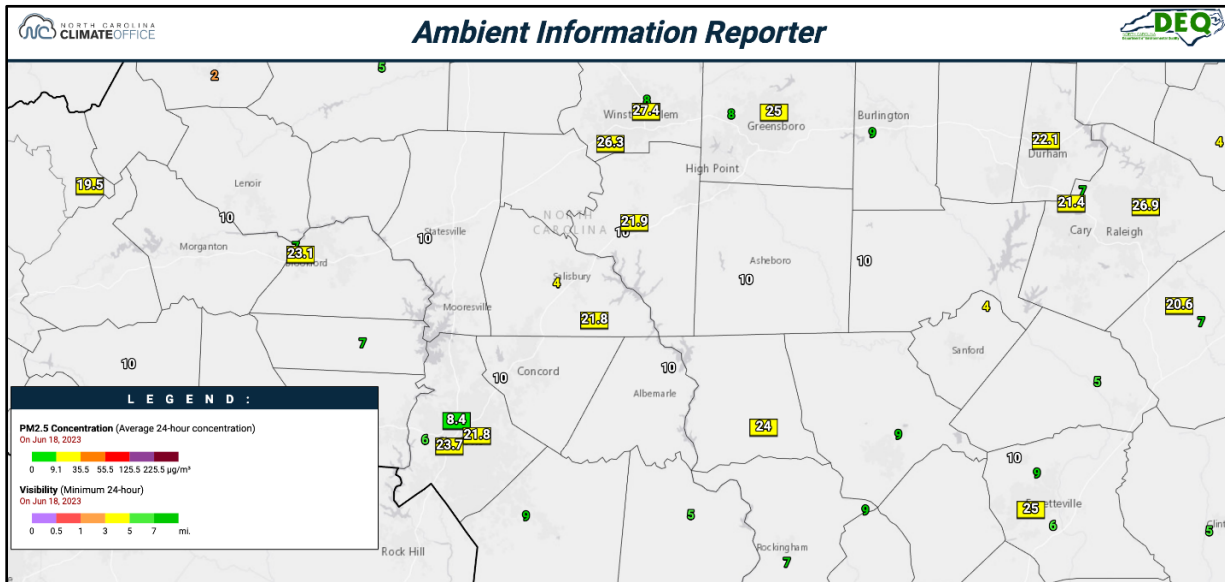 NORTH CAROLINA
CLIMATEOFFICE
Ambient Information Reporter
DEQ
2
5
8
27.4
Winston-Salem
8
25
Greensboro
Burlington
9
22.1
Durham
4
26.3
High Point
19.5
Lenoir
10
7
21.4
26.9
Cary
Raleigh
NORTH
CAROLINA
21.9
10
Statesville
10
Morganton
7
23.1
Asheboro
10
10
Salisbury
4
Mooresville
21.8
4
20.6
7
Sanford
7
10
Concord
10
10
Albemarle
5
LEGEND:
PM2.5 Concentration (Average 24-hour concentration)
On Jun 18, 2023
0 9.1 35.5 55.5 125.5 225.5 µg/m³
Visibility (Minimum 24-hour)
On Jun 18, 2023
0 0.5 1 3 5 7 mi.
8.4
6
21.8
23.7
24
9
10
9
25
Fayetteville
6
9
5
9
5
Clint
Rock Hill
Rockingham
7